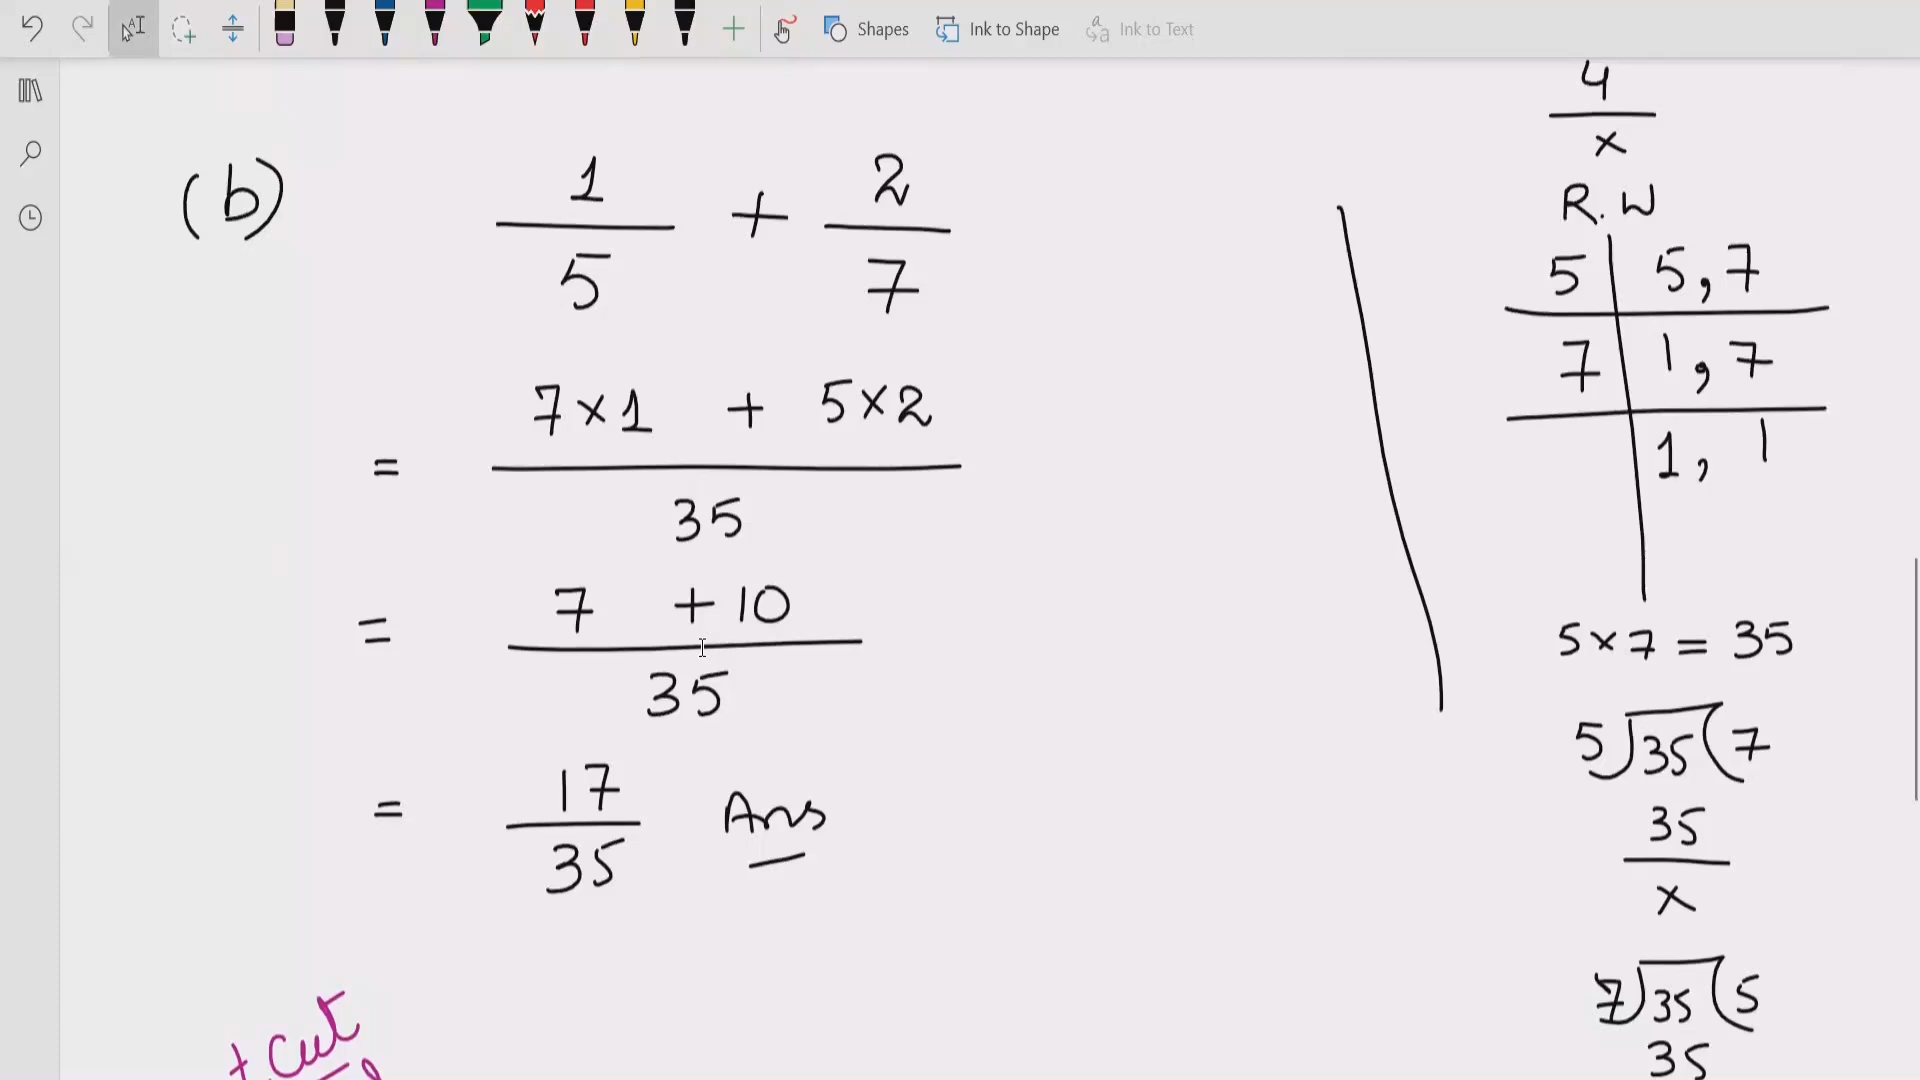 Shapes
Ink to Shape
Ink to Text
(b) 1/5 + 2/7
= 7×1 + 5×2 / 35
= 7 + 10 / 35
= 17/35 Ans
cut
4
x
R.W
5 | 5,7
7 | 1,7
1, 1
5×7 = 35
5)35(7
35
x
7)35(5
35